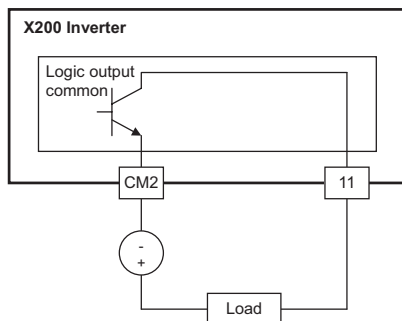 X200 Inverter
Logic output
common
CM2
11
-
+
Load